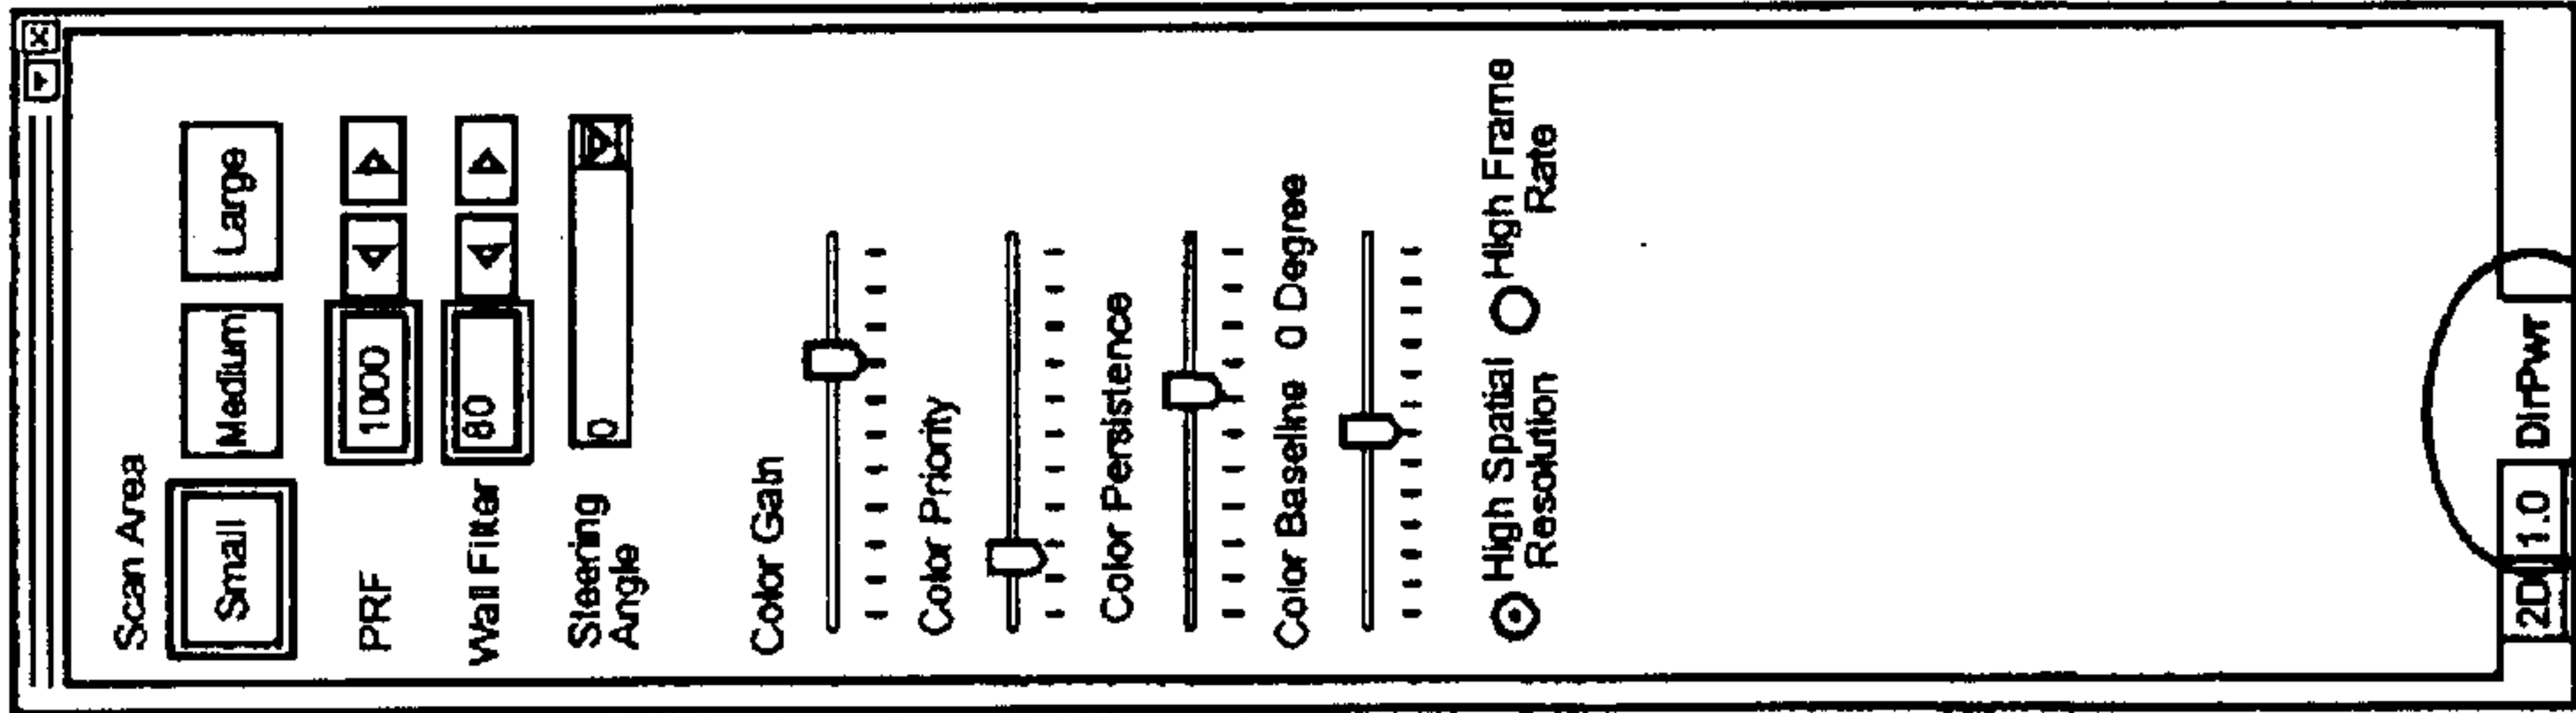 Scan Area
Small Medium Large
PRF 1000
Wall Filter 80
Steering 0
Angle
Color Gain
Color Priority
Color Persistence
Color Baseline 0 Degree
High Spatial High Frame
Resolution Rate
2D 1.0 DirPwr